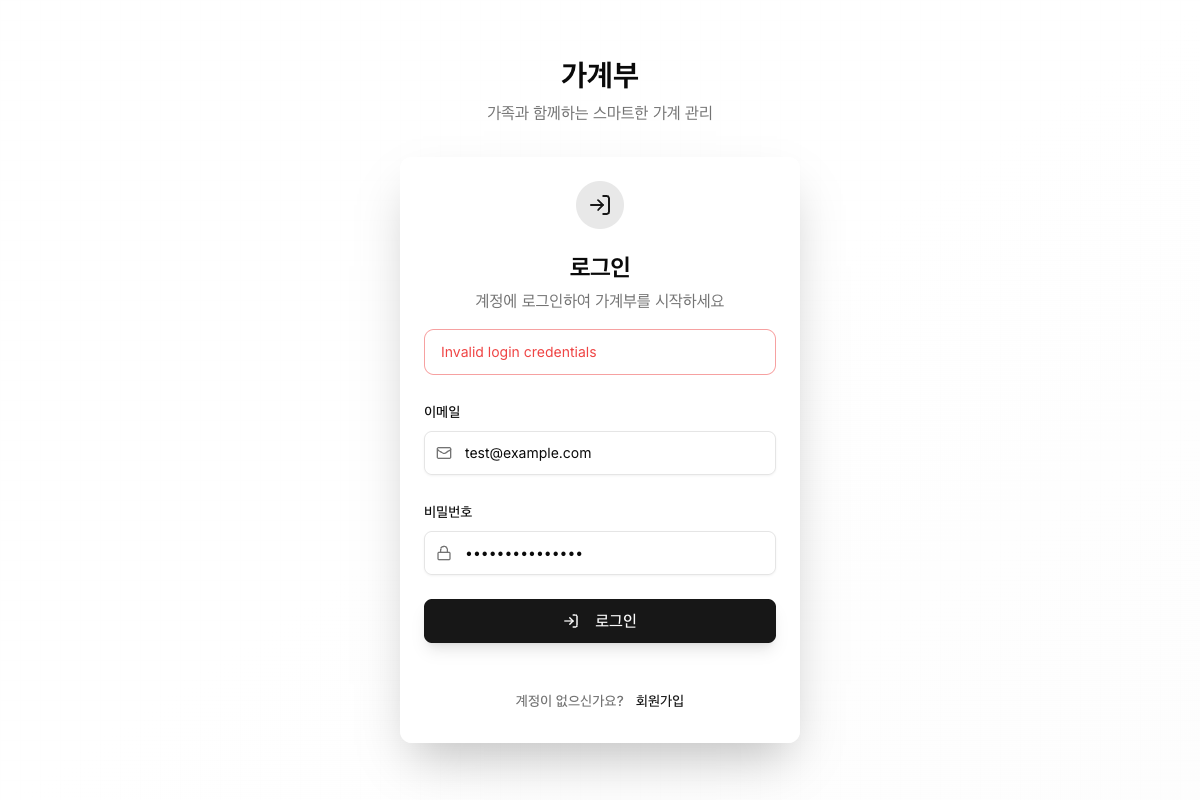 가계부
가족과 함께하는 스마트한 가계 관리
로그인
계정에 로그인하여 가계부를 시작하세요
Invalid login credentials
이메일
test@example.com
비밀번호
•••••••••••••••
로그인
계정이 없으신가요? 회원가입